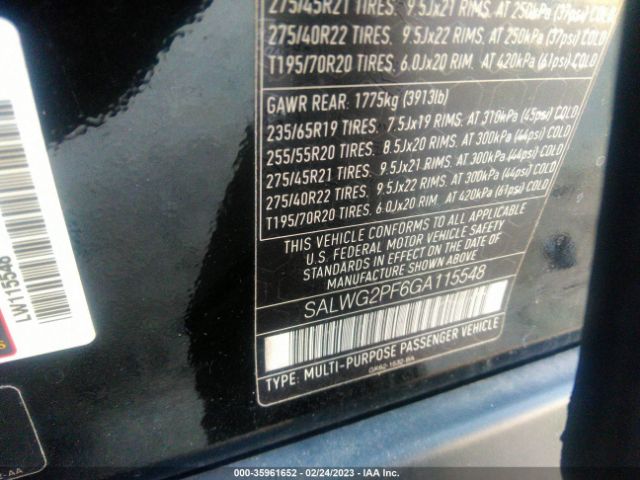 275/45R21 TIRES. 9.5Jx21 RIMS. AT 250kPa (37psi) COLD
275/40R22 TIRES. 9.5Jx22 RIMS. AT 250kPa (37psi) COLD
T195/70R20 TIRES. 6.0Jx20 RIM. AT 420kPa (61psi) COLD
GAWR REAR: 1775kg (3913lb)
235/65R19 TIRES. 7.5Jx19 RIMS. AT 310kPa (45psi) COLD
255/55R20 TIRES. 8.5Jx20 RIMS. AT 300kPa (44psi) COLD
275/45R21 TIRES. 9.5Jx21 RIMS. AT 300kPa (44psi) COLD
275/40R22 TIRES. 9.5Jx22 RIMS. AT 300kPa (44psi) COLD
T195/70R20 TIRES. 6.0Jx20 RIM. AT 420kPa (61psi) COLD
THIS VEHICLE CONFORMS TO ALL APPLICABLE
U.S. FEDERAL MOTOR VEHICLE SAFETY
STANDARDS IN EFFECT ON THE DATE OF
MANUFACTURE SHOWN ABOVE.
SALWG2PF6GA115548
TYPE: MULTI-PURPOSE PASSENGER VEHICLE
LW115548
000-35961652 - 02/24/2023 - IAA Inc.